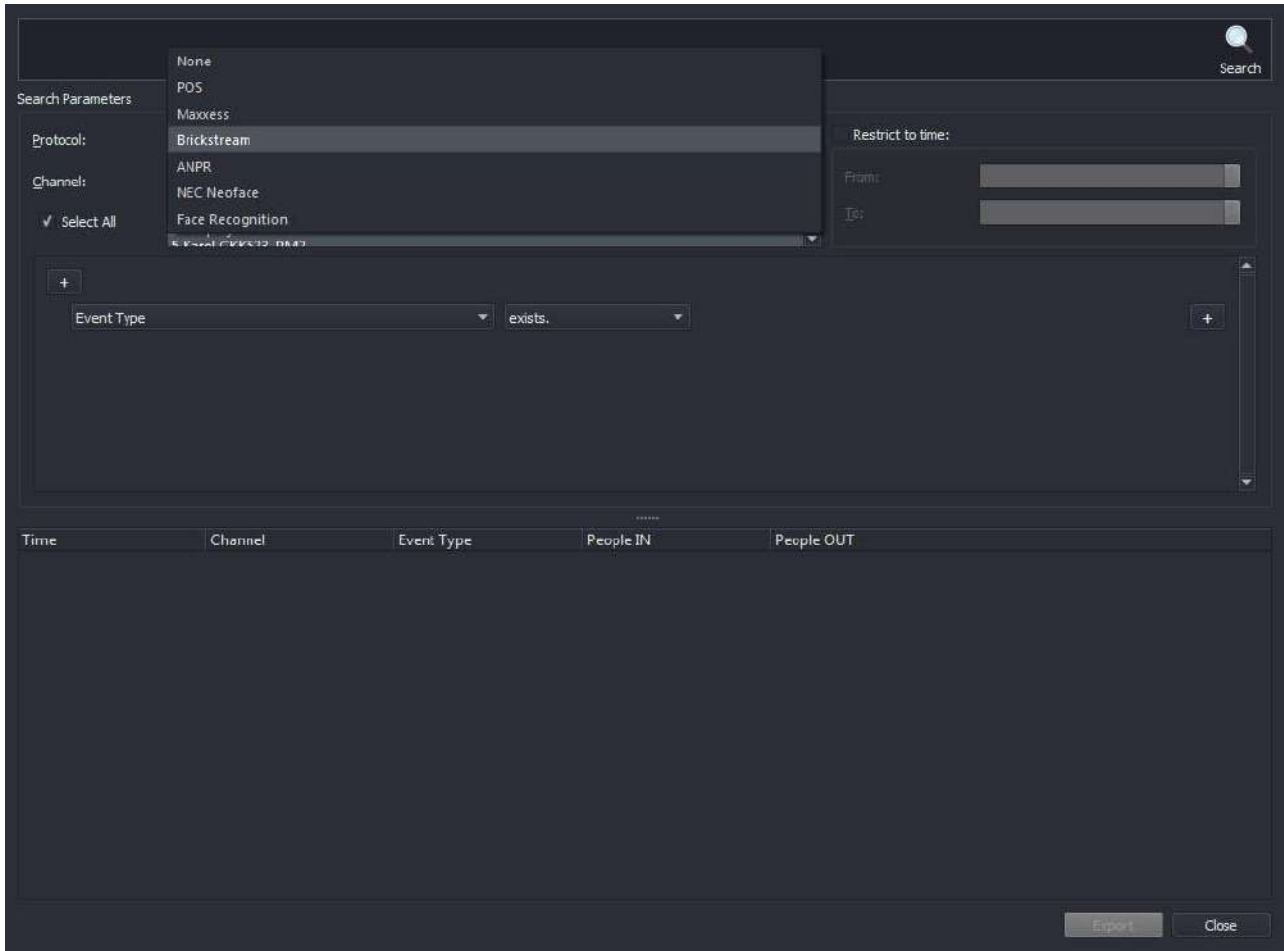 Search
Search Parameters
None
POS
Maxxess
Brickstream
ANPR
NEC Neoface
Face Recognition
Protocol:
Channel:
✓ Select All
Restrict to time:
From:
To:
+
Event Type exists. +
Time Channel Event Type People IN People OUT
Export Close